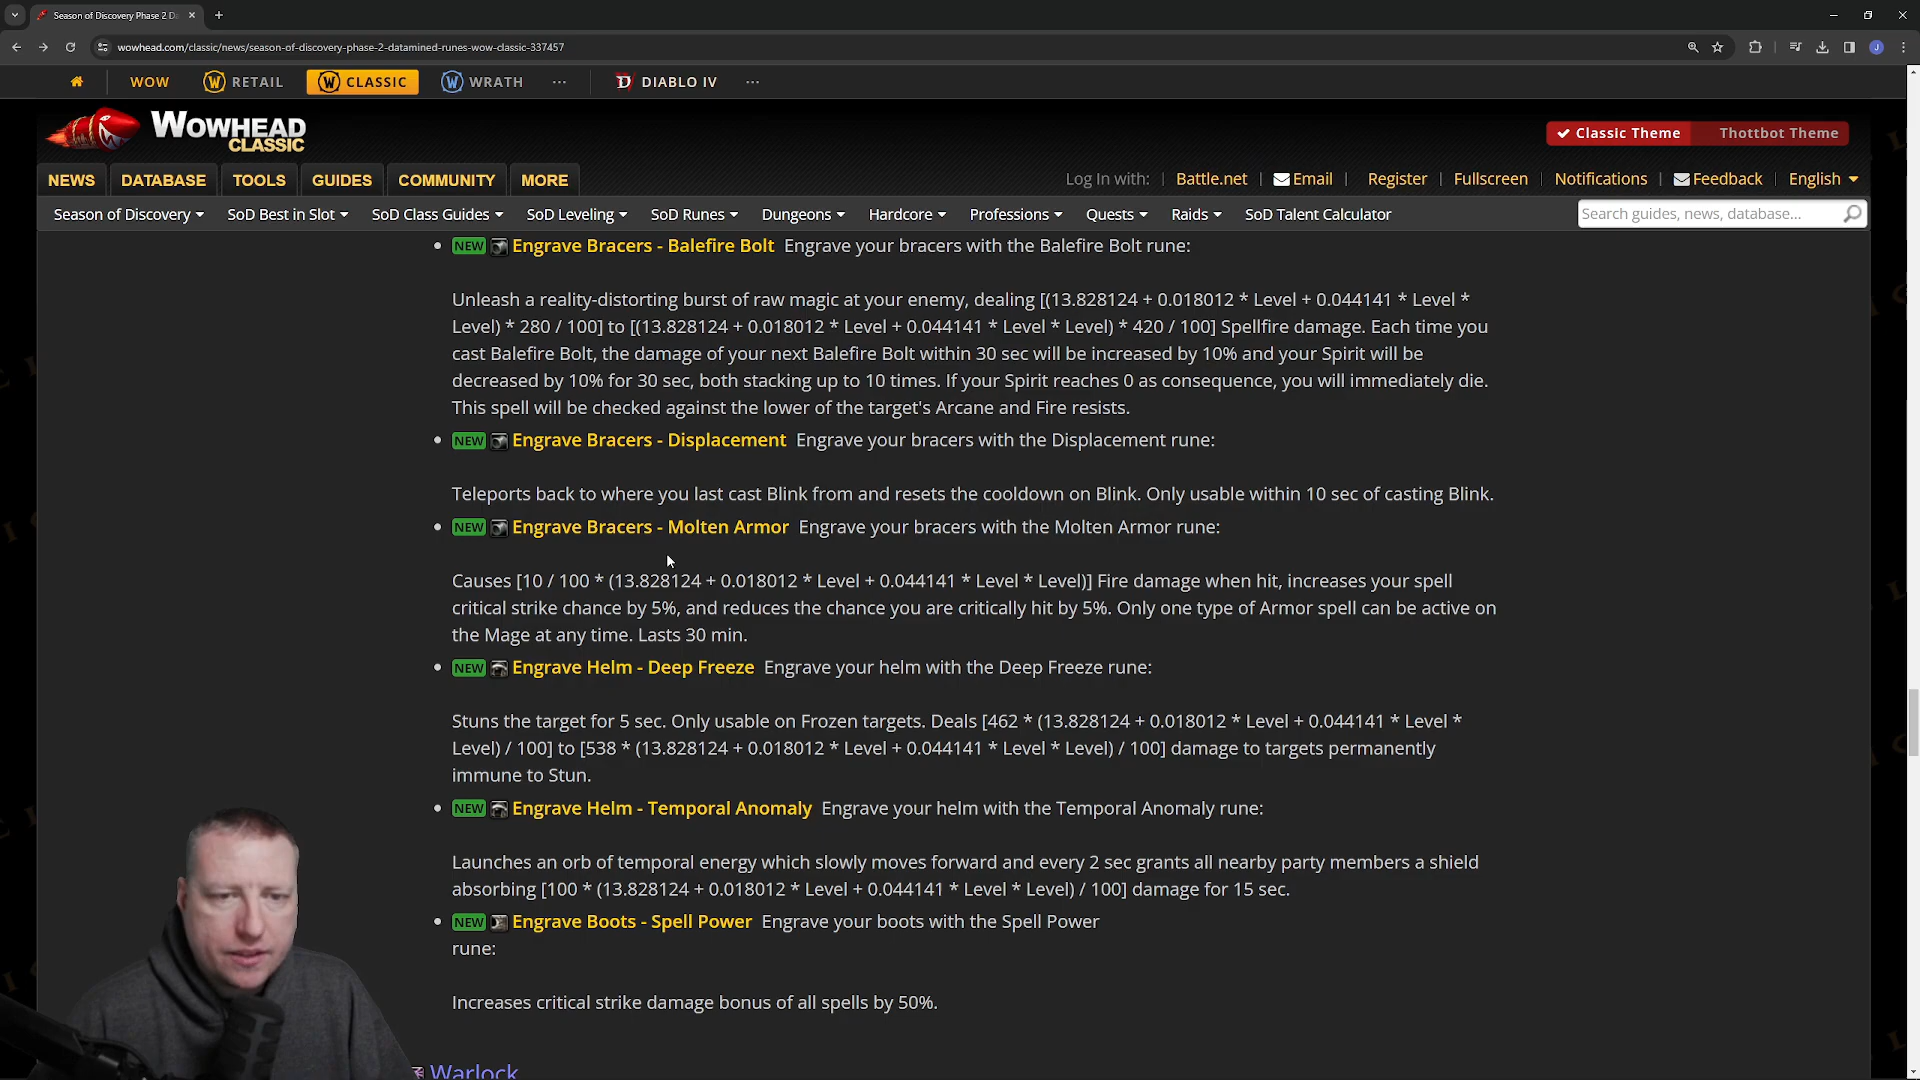 Season of Discovery Phase 2 Da
wowhead.com/classic/news/season-of-discovery-phase-2-datamined-runes-wow-classic-337457
J
WOW RETAIL CLASSIC WRATH ... DIABLO IV ...
WOWHEAD
CLASSIC
Classic Theme Thottbot Theme
NEWS DATABASE TOOLS GUIDES COMMUNITY MORE
Log In with: Battle.net | Email | Register | Fullscreen | Notifications | Feedback | English
Season of Discovery SoD Best in Slot SoD Class Guides SoD Leveling SoD Runes Dungeons Hardcore Professions Quests Raids SoD Talent Calculator Search guides, news, database...
NEW Engrave Bracers - Balefire Bolt Engrave your bracers with the Balefire Bolt rune:
Unleash a reality-distorting burst of raw magic at your enemy, dealing [(13.828124 + 0.018012 * Level + 0.044141 * Level *
Level) * 280 / 100] to [(13.828124 + 0.018012 * Level + 0.044141 * Level * Level) * 420 / 100] Spellfire damage. Each time you
cast Balefire Bolt, the damage of your next Balefire Bolt within 30 sec will be increased by 10% and your Spirit will be
decreased by 10% for 30 sec, both stacking up to 10 times. If your Spirit reaches 0 as consequence, you will immediately die.
This spell will be checked against the lower of the target's Arcane and Fire resists.
NEW Engrave Bracers - Displacement Engrave your bracers with the Displacement rune:
Teleports back to where you last cast Blink from and resets the cooldown on Blink. Only usable within 10 sec of casting Blink.
NEW Engrave Bracers - Molten Armor Engrave your bracers with the Molten Armor rune:
Causes [10 / 100 * (13.828124 + 0.018012 * Level + 0.044141 * Level * Level)] Fire damage when hit, increases your spell
critical strike chance by 5%, and reduces the chance you are critically hit by 5%. Only one type of Armor spell can be active on
the Mage at any time. Lasts 30 min.
NEW Engrave Helm - Deep Freeze Engrave your helm with the Deep Freeze rune:
Stuns the target for 5 sec. Only usable on Frozen targets. Deals [462 * (13.828124 + 0.018012 * Level + 0.044141 * Level *
Level) / 100] to [538 * (13.828124 + 0.018012 * Level + 0.044141 * Level * Level) / 100] damage to targets permanently
immune to Stun.
NEW Engrave Helm - Temporal Anomaly Engrave your helm with the Temporal Anomaly rune:
Launches an orb of temporal energy which slowly moves forward and every 2 sec grants all nearby party members a shield
absorbing [100 * (13.828124 + 0.018012 * Level + 0.044141 * Level * Level) / 100] damage for 15 sec.
NEW Engrave Boots - Spell Power Engrave your boots with the Spell Power
rune:
Increases critical strike damage bonus of all spells by 50%.
Warlock